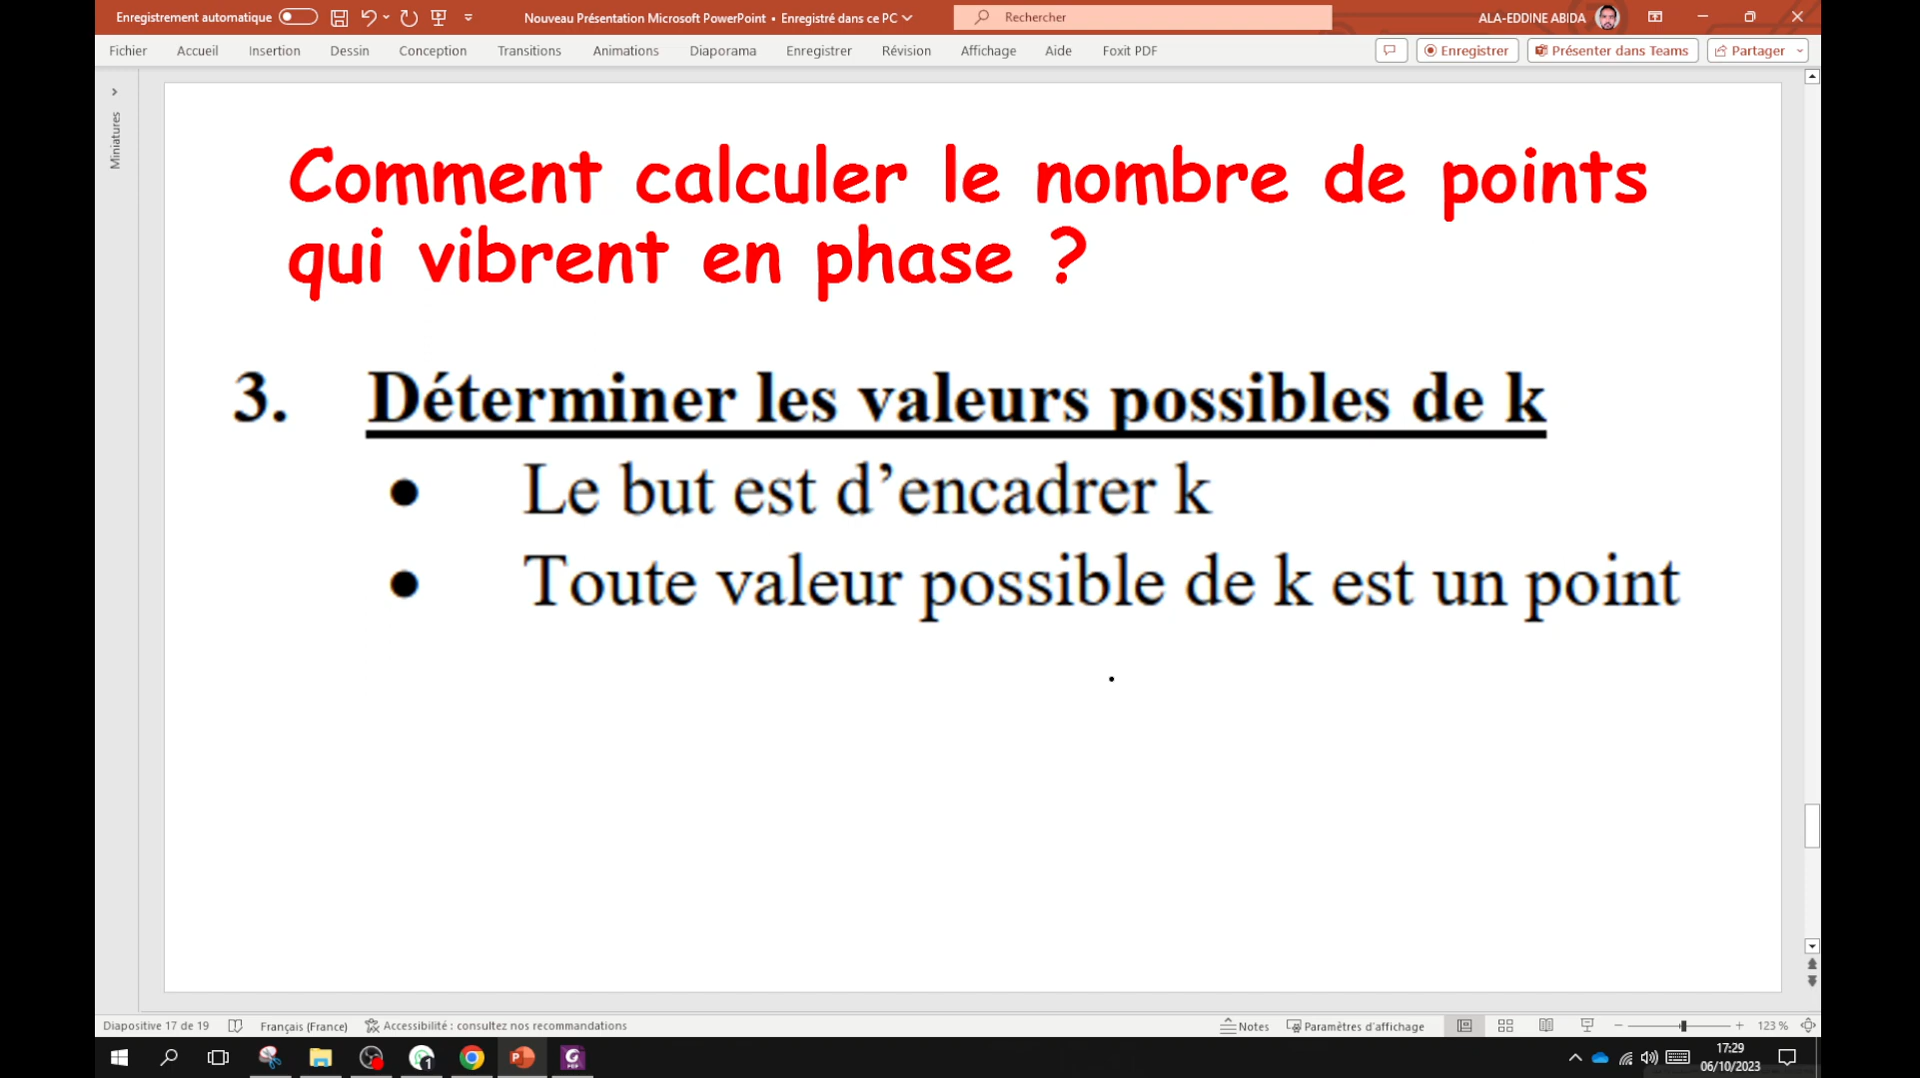 Enregistrement automatique
Nouveau Présentation Microsoft PowerPoint • Enregistré dans ce PC
Rechercher
ALA-EDDINE ABIDA
Fichier Accueil Insertion Dessin Conception Transitions Animations Diaporama Enregistrer Révision Affichage Aide Foxit PDF
Enregistrer Présenter dans Teams Partager
Miniatures
Comment calculer le nombre de points
qui vibrent en phase ?
3. Déterminer les valeurs possibles de k
• Le but est d’encadrer k
• Toute valeur possible de k est un point
Diapositive 17 de 19 Français (France) Accessibilité : consultez nos recommandations
Notes Paramètres d'affichage 123 %
17:29
06/10/2023